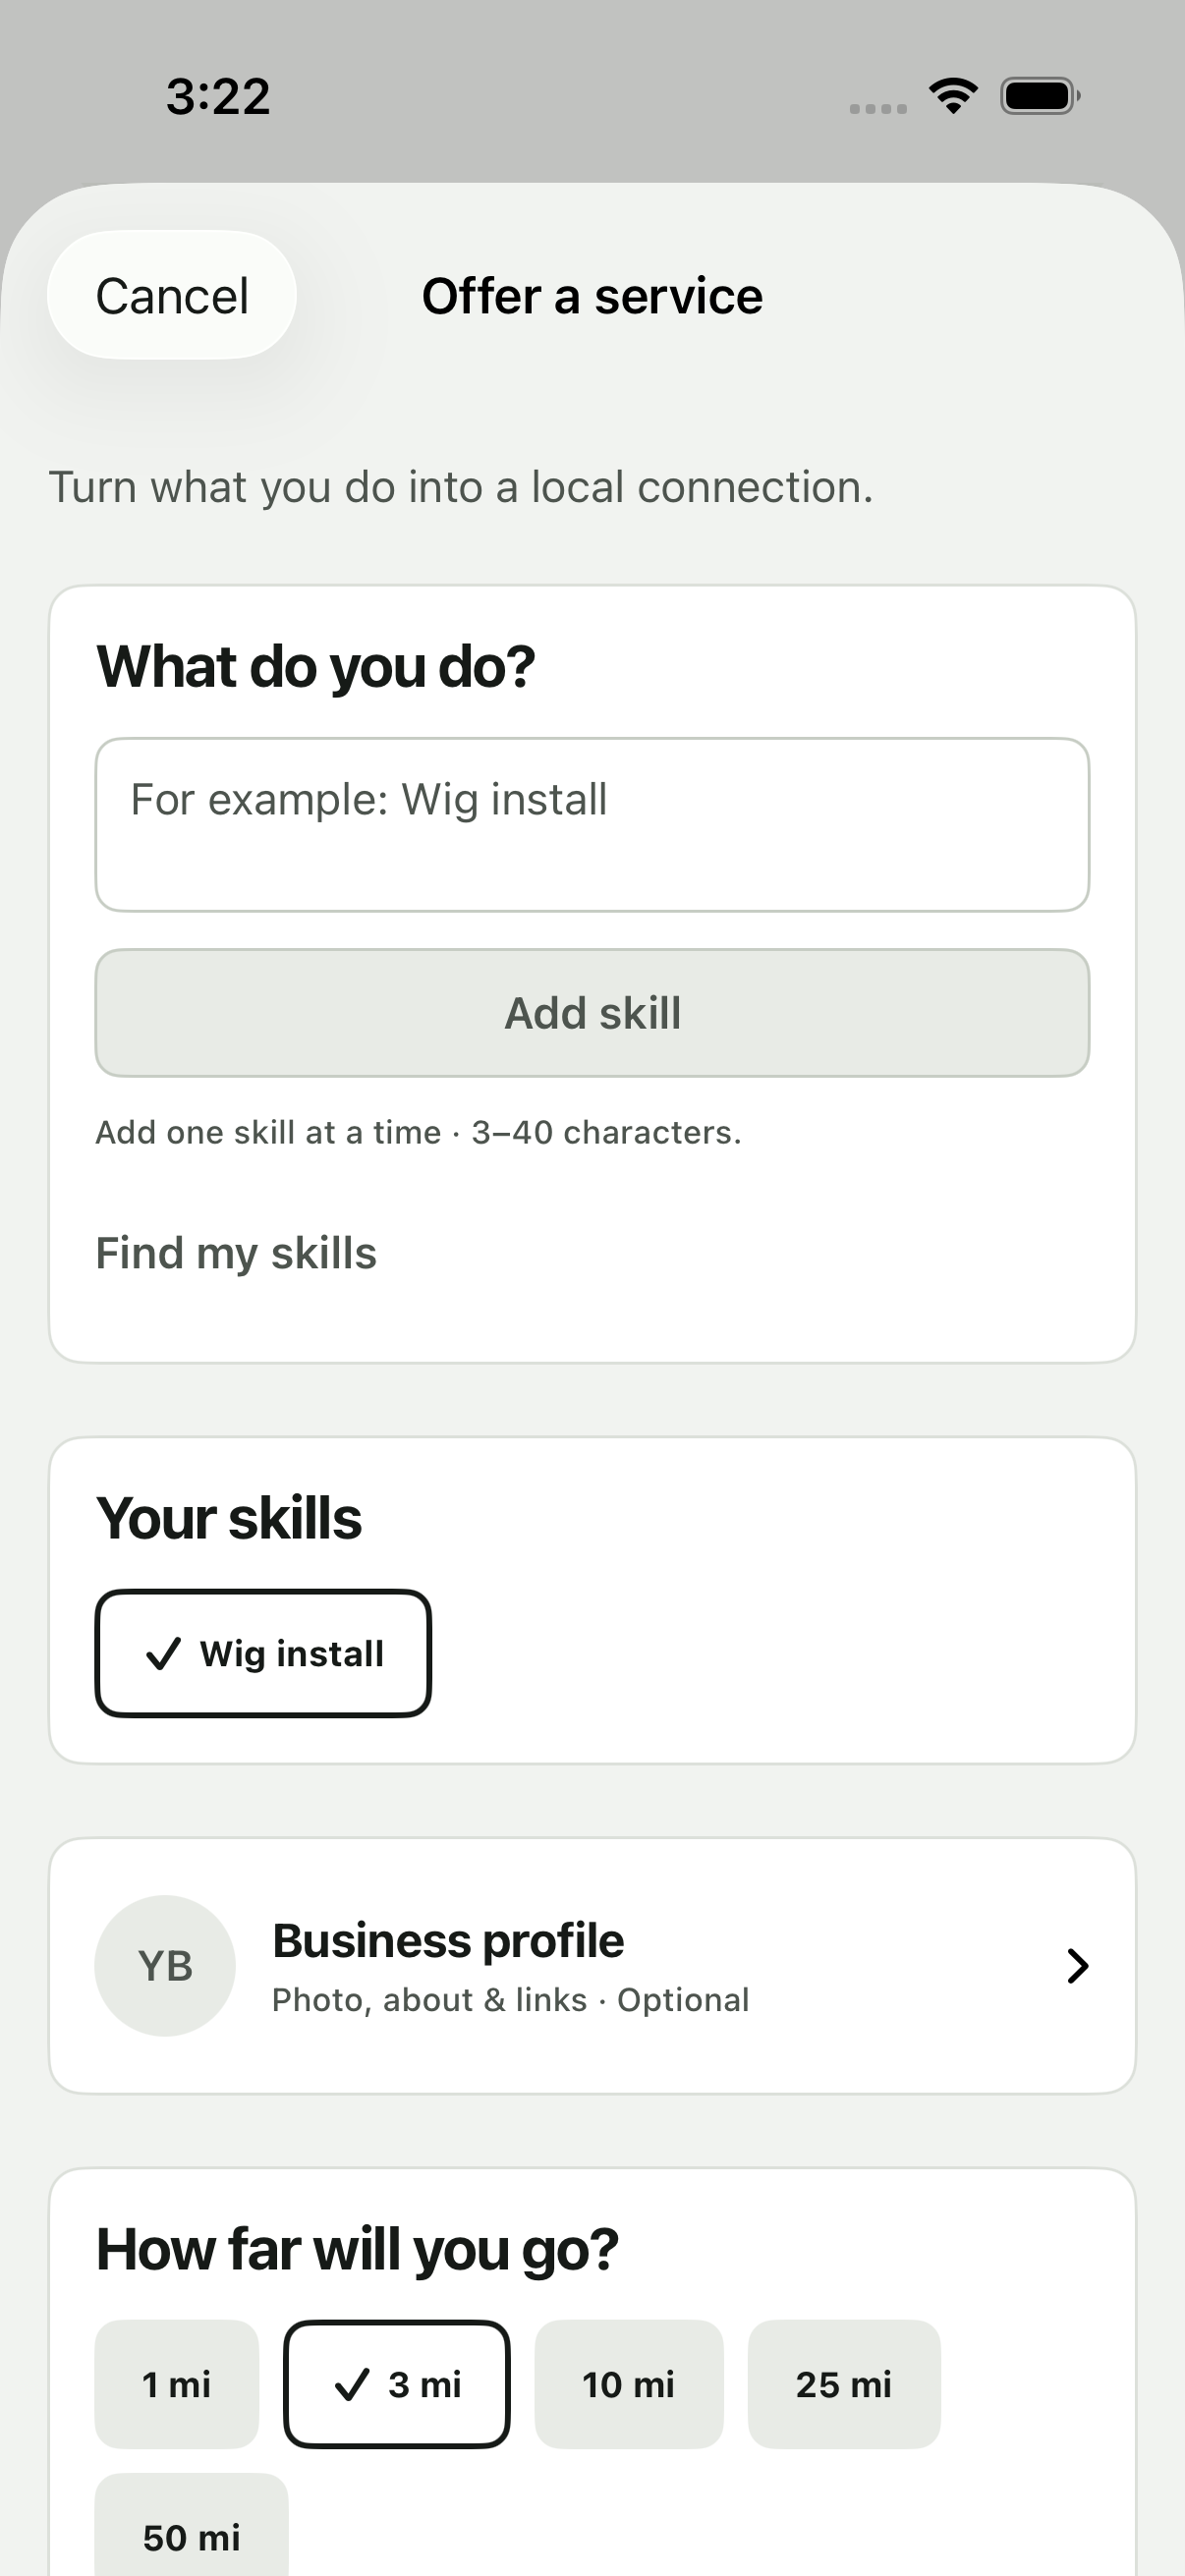 3:22
Cancel
Offer a service
Turn what you do into a local connection.
What do you do?
For example: Wig install
Add skill
Add one skill at a time · 3–40 characters.
Find my skills
Your skills
Wig install
YB
Business profile
Photo, about & links · Optional
How far will you go?
1 mi 3 mi 10 mi 25 mi
50 mi